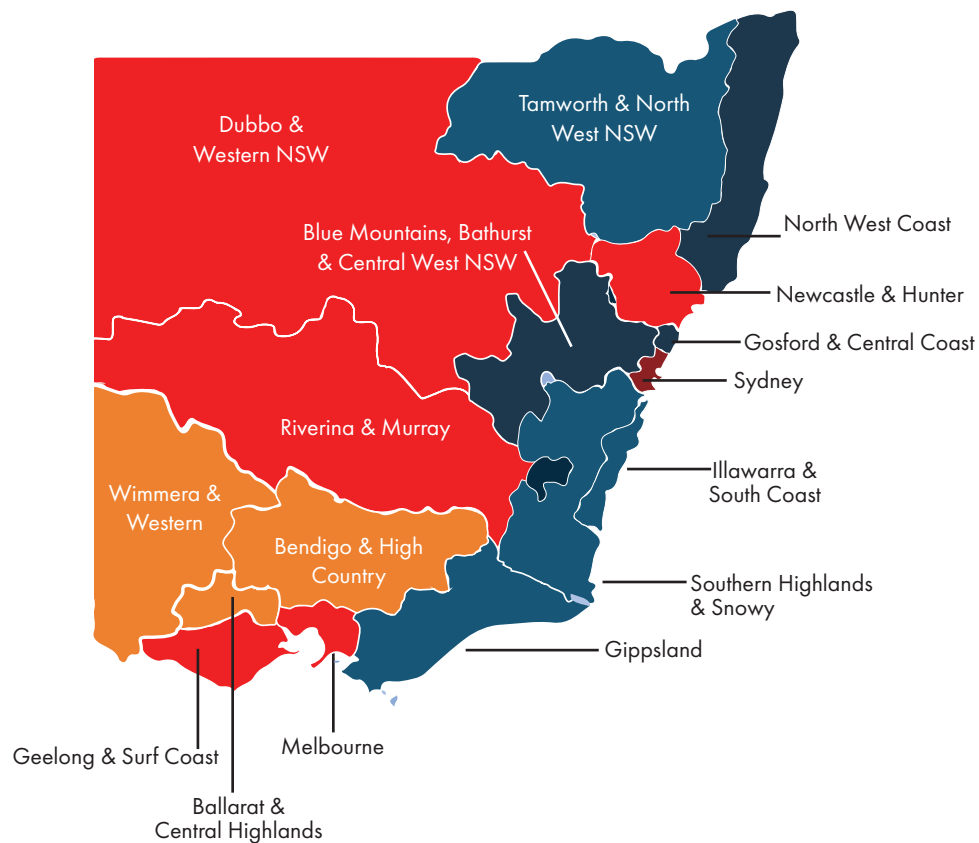 Tamworth & North
West NSW
Dubbo &
Western NSW
North West Coast
Blue Mountains, Bathurst
& Central West NSW
Newcastle & Hunter
Gosford & Central Coast
Sydney
Riverina & Murray
Illawarra &
South Coast
Wimmera &
Western
Bendigo & High
Country
Southern Highlands
& Snowy
Gippsland
Melbourne
Geelong & Surf Coast
Ballarat &
Central Highlands